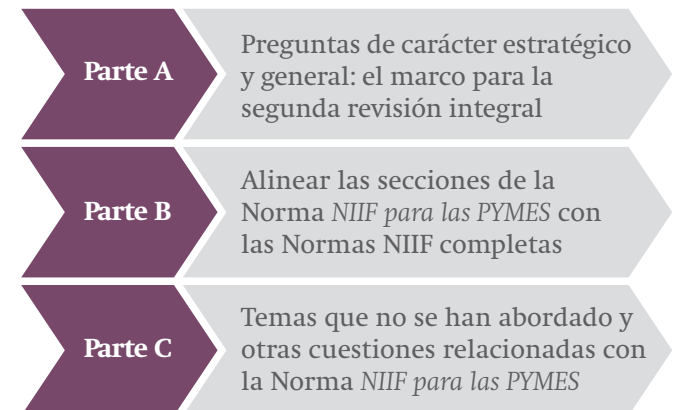 Parte A
Preguntas de carácter estratégico
y general: el marco para la
segunda revisión integral
Parte B
Alinear las secciones de la
Norma NIIF para las PYMES con
las Normas NIIF completas
Parte C
Temas que no se han abordado y
otras cuestiones relacionadas con
la Norma NIIF para las PYMES